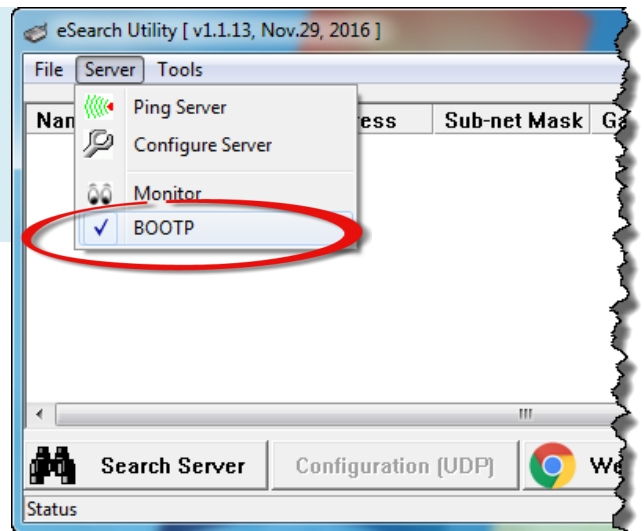 eSearch Utility [ v1.1.13, Nov.29, 2016 ]
File Server Tools
Ping Server
Configure Server
Monitor
BOOTP
Nam ess Sub-net Mask Ga
Search Server Configuration (UDP) We
Status